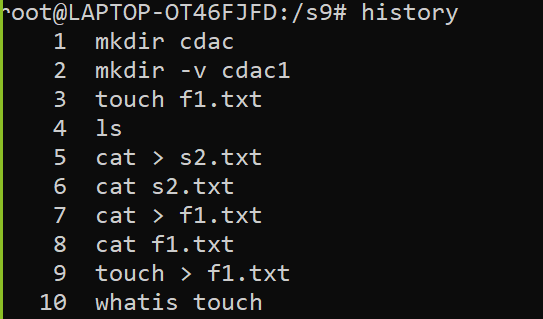 root@LAPTOP-OT46FJFD:/s9# history
1 mkdir cdac
2 mkdir -v cdac1
3 touch f1.txt
4 ls
5 cat > s2.txt
6 cat s2.txt
7 cat > f1.txt
8 cat f1.txt
9 touch > f1.txt
10 whatis touch